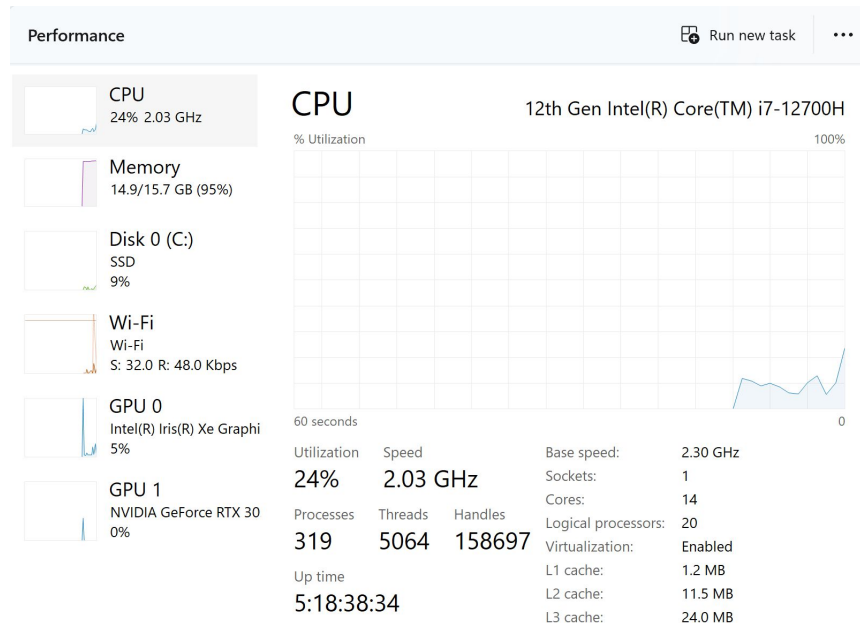 Performance
Run new task
CPU
24% 2.03 GHz
Memory
14.9/15.7 GB (95%)
Disk 0 (C:)
SSD
9%
Wi-Fi
Wi-Fi
S: 32.0 R: 48.0 Kbps
GPU 0
Intel(R) Iris(R) Xe Graphi
5%
GPU 1
NVIDIA GeForce RTX 30
0%
CPU
12th Gen Intel(R) Core(TM) i7-12700H
% Utilization 100%
60 seconds 0
Utilization Speed
24% 2.03 GHz
Processes Threads Handles
319 5064 158697
Up time
5:18:38:34
Base speed: 2.30 GHz
Sockets: 1
Cores: 14
Logical processors: 20
Virtualization: Enabled
L1 cache: 1.2 MB
L2 cache: 11.5 MB
L3 cache: 24.0 MB